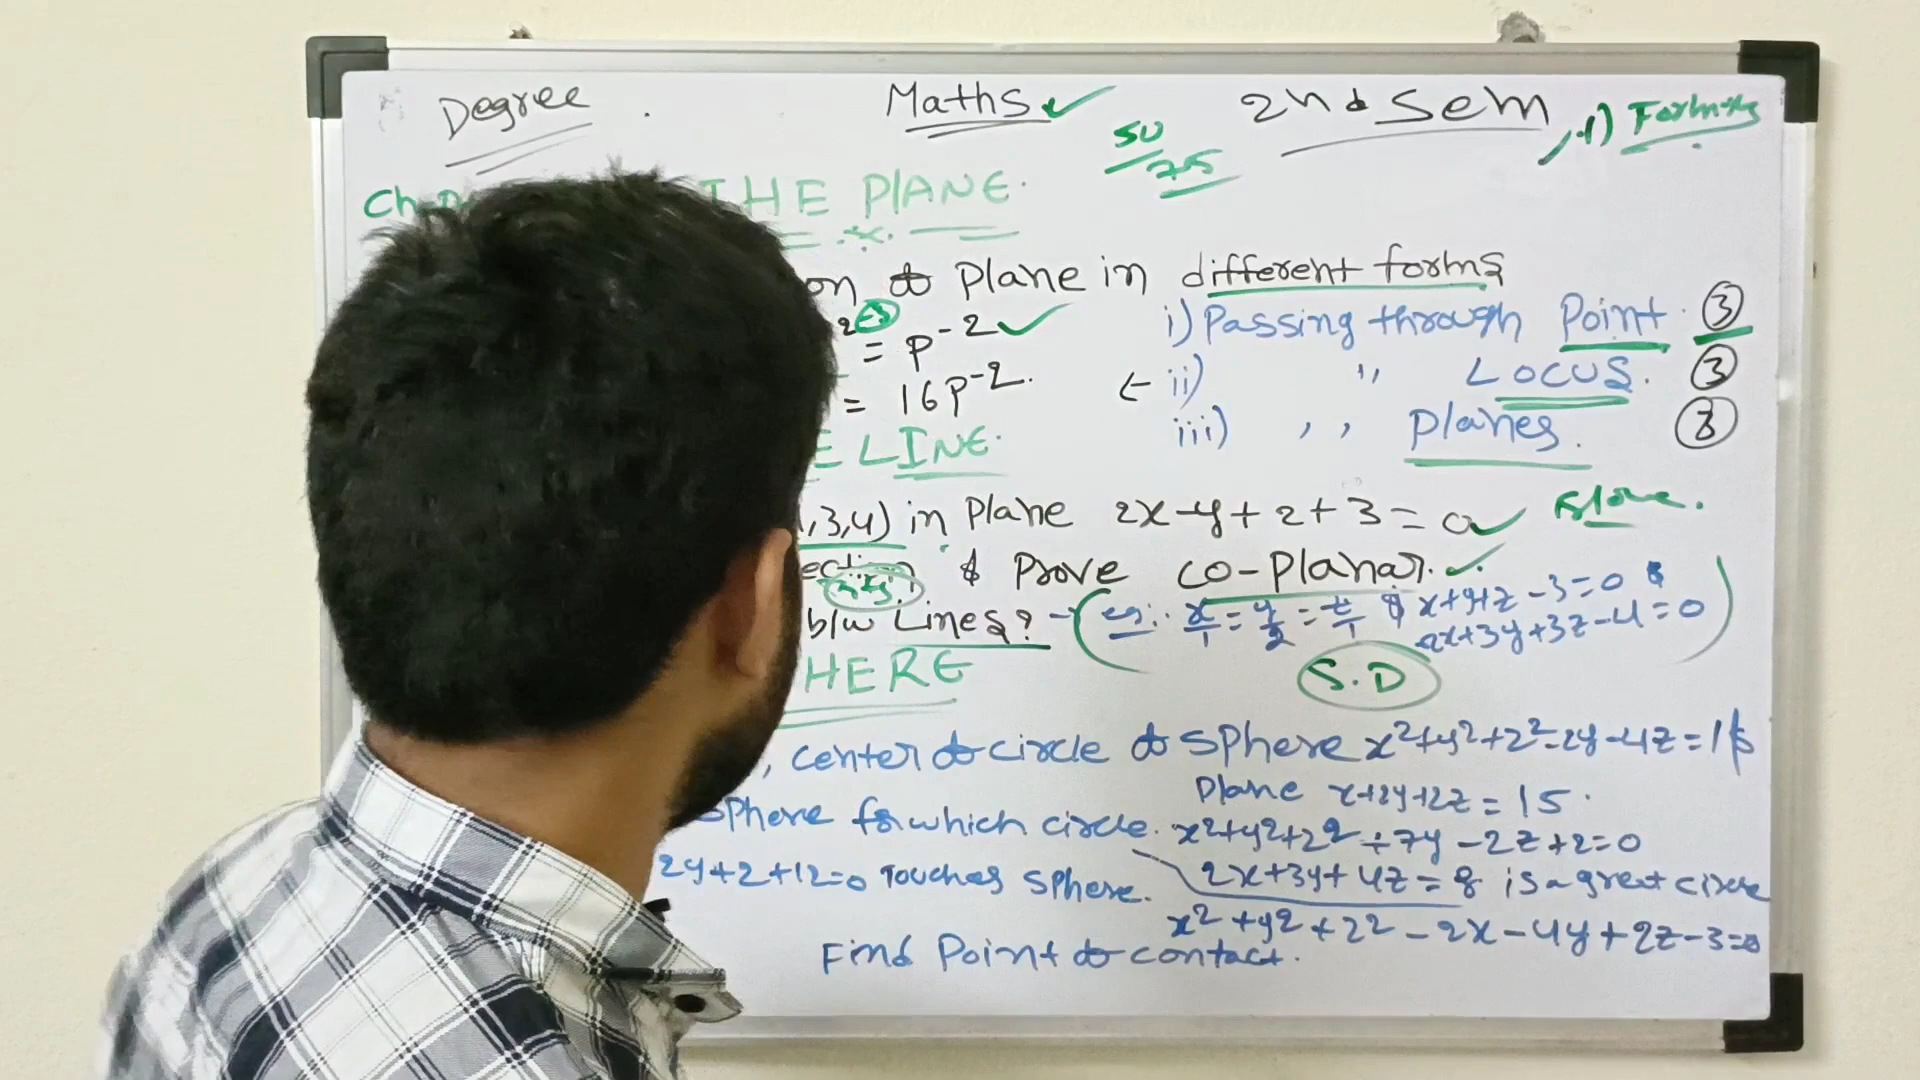 Degree . Maths ✓ 2nd Sem
50/75 1)
THE PLANE.
on of Plane in different forms
= p^-2 ✓ i) Passing through Point. ③
= 16p^-2. ii) ,, LOCUS. ③
iii) ,, Planes.
E LINE.
,3,4) in Plane 2x-y+z+3=0 ✓
& Prove co-Planar. ✓
b/w Lines? → (eg:. x/1 = y/2 = z/1 & x+y+z-3=0 &
2x+3y+3z-4=0)
HERE S.D
, center of circle of sphere x²+y²+z²-2y-4z=11 &
Plane x+2y+2z=15.
sphere for which circle. x²+y²+z²+7y-2z+2=0
2x+3y+4z=8 is a great circle
2y+z+12=0 Touches sphere. x²+y²+z²-2x-4y+2z-3=0
Find Point of contact.